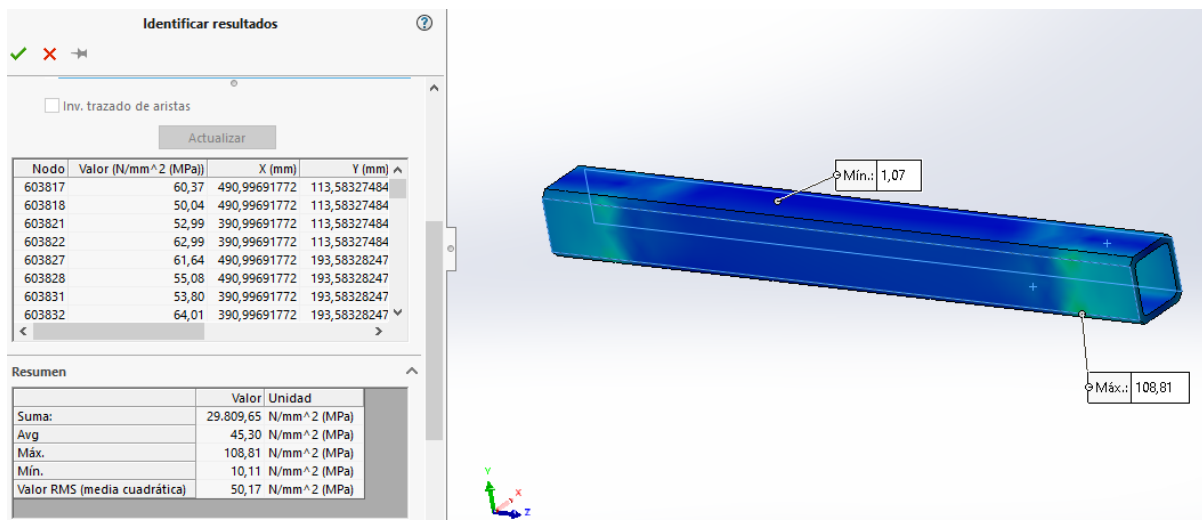 Identificar resultados
Inv. trazado de aristas
Actualizar
Nodo Valor (N/mm^2 (MPa)) X (mm) Y (mm)
603817 60,37 490,99691772 113,58327484
603818 50,04 490,99691772 113,58327484
603821 52,99 390,99691772 113,58327484
603822 62,99 390,99691772 113,58327484
603827 61,64 490,99691772 193,58328247
603828 55,08 490,99691772 193,58328247
603831 53,80 390,99691772 193,58328247
603832 64,01 390,99691772 193,58328247
Resumen
Valor Unidad
Suma: 29.809,65 N/mm^2 (MPa)
Avg 45,30 N/mm^2 (MPa)
Máx. 108,81 N/mm^2 (MPa)
Mín. 10,11 N/mm^2 (MPa)
Valor RMS (media cuadrática) 50,17 N/mm^2 (MPa)
Mín.: 1,07
Máx.: 108,81
Y
X
Z